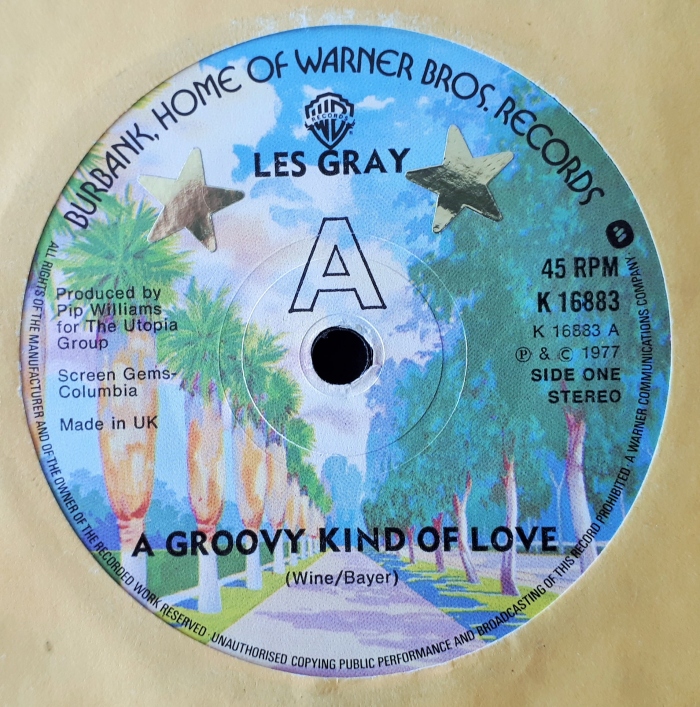 BURBANK, HOME OF WARNER BROS. RECORDS
RECORDS
LES GRAY
A
45 RPM
K 16883
K 16883 A
Ⓟ & © 1977
SIDE ONE
STEREO
Produced by
Pip Williams
for The Utopia
Group
Screen Gems-
Columbia
Made in UK
A GROOVY KIND OF LOVE
(Wine/Bayer)
ALL RIGHTS OF THE MANUFACTURER AND OF THE OWNER OF THE RECORDED WORK RESERVED · UNAUTHORISED COPYING PUBLIC PERFORMANCE AND BROADCASTING OF THIS RECORD PROHIBITED · A WARNER COMMUNICATIONS COMPANY